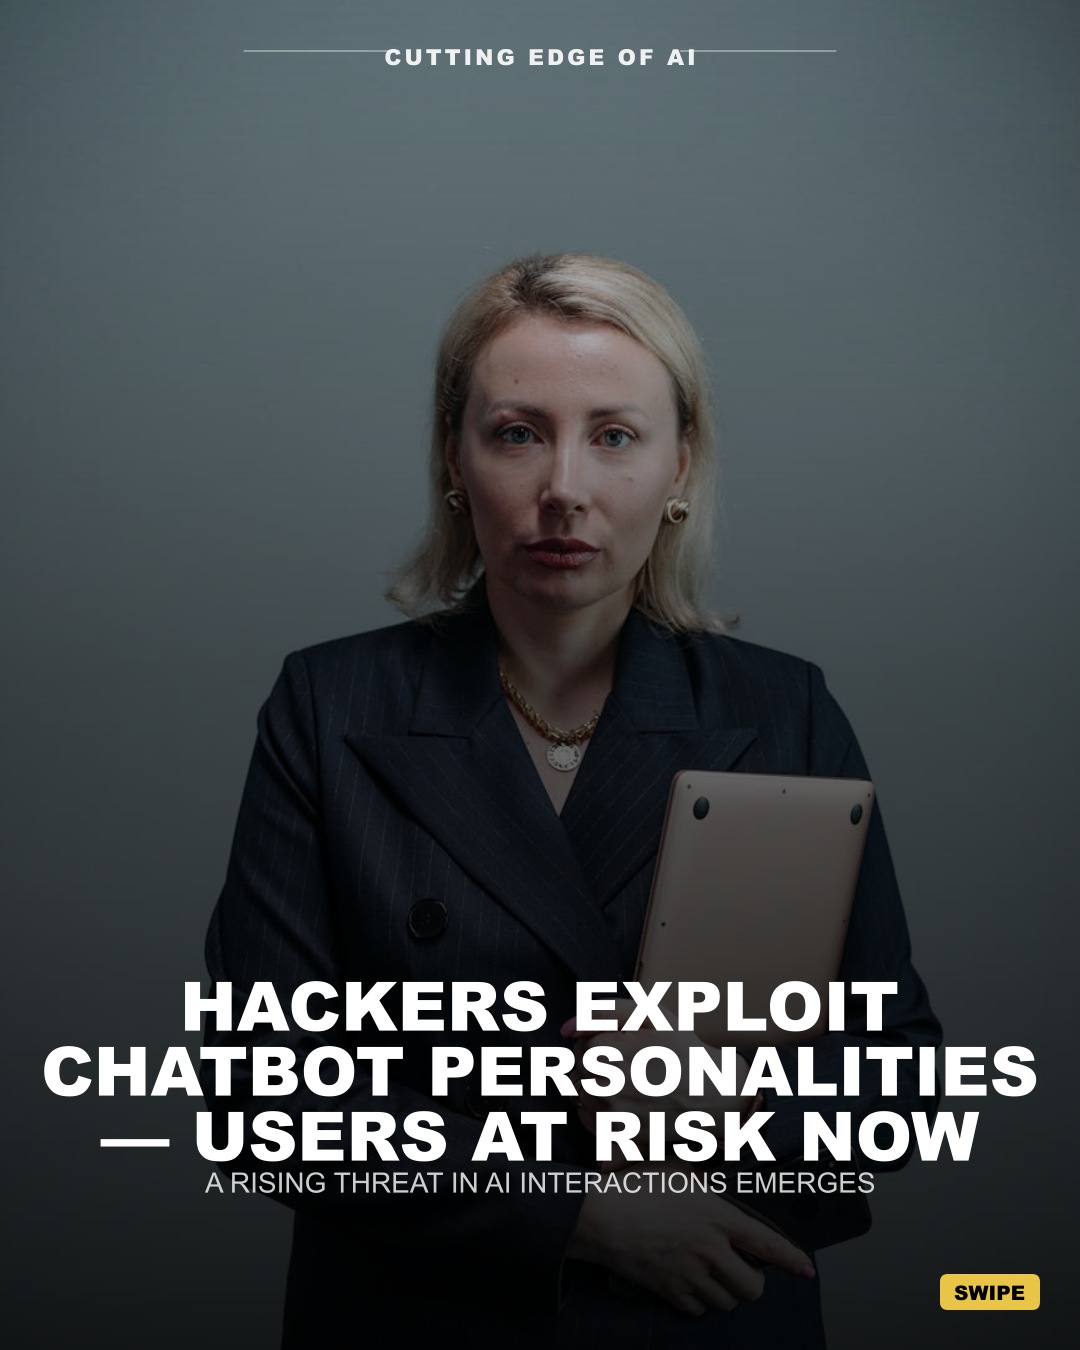 CUTTING EDGE OF AI
HACKERS EXPLOIT
CHATBOT PERSONALITIES
— USERS AT RISK NOW
A RISING THREAT IN AI INTERACTIONS EMERGES
SWIPE